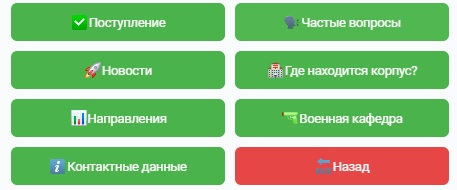 ✅Поступление
🗣Частые вопросы
🚀Новости
🏥Где находится корпус?
📊Направления
🔫Военная кафедра
ℹ️Контактные данные
🔙Назад